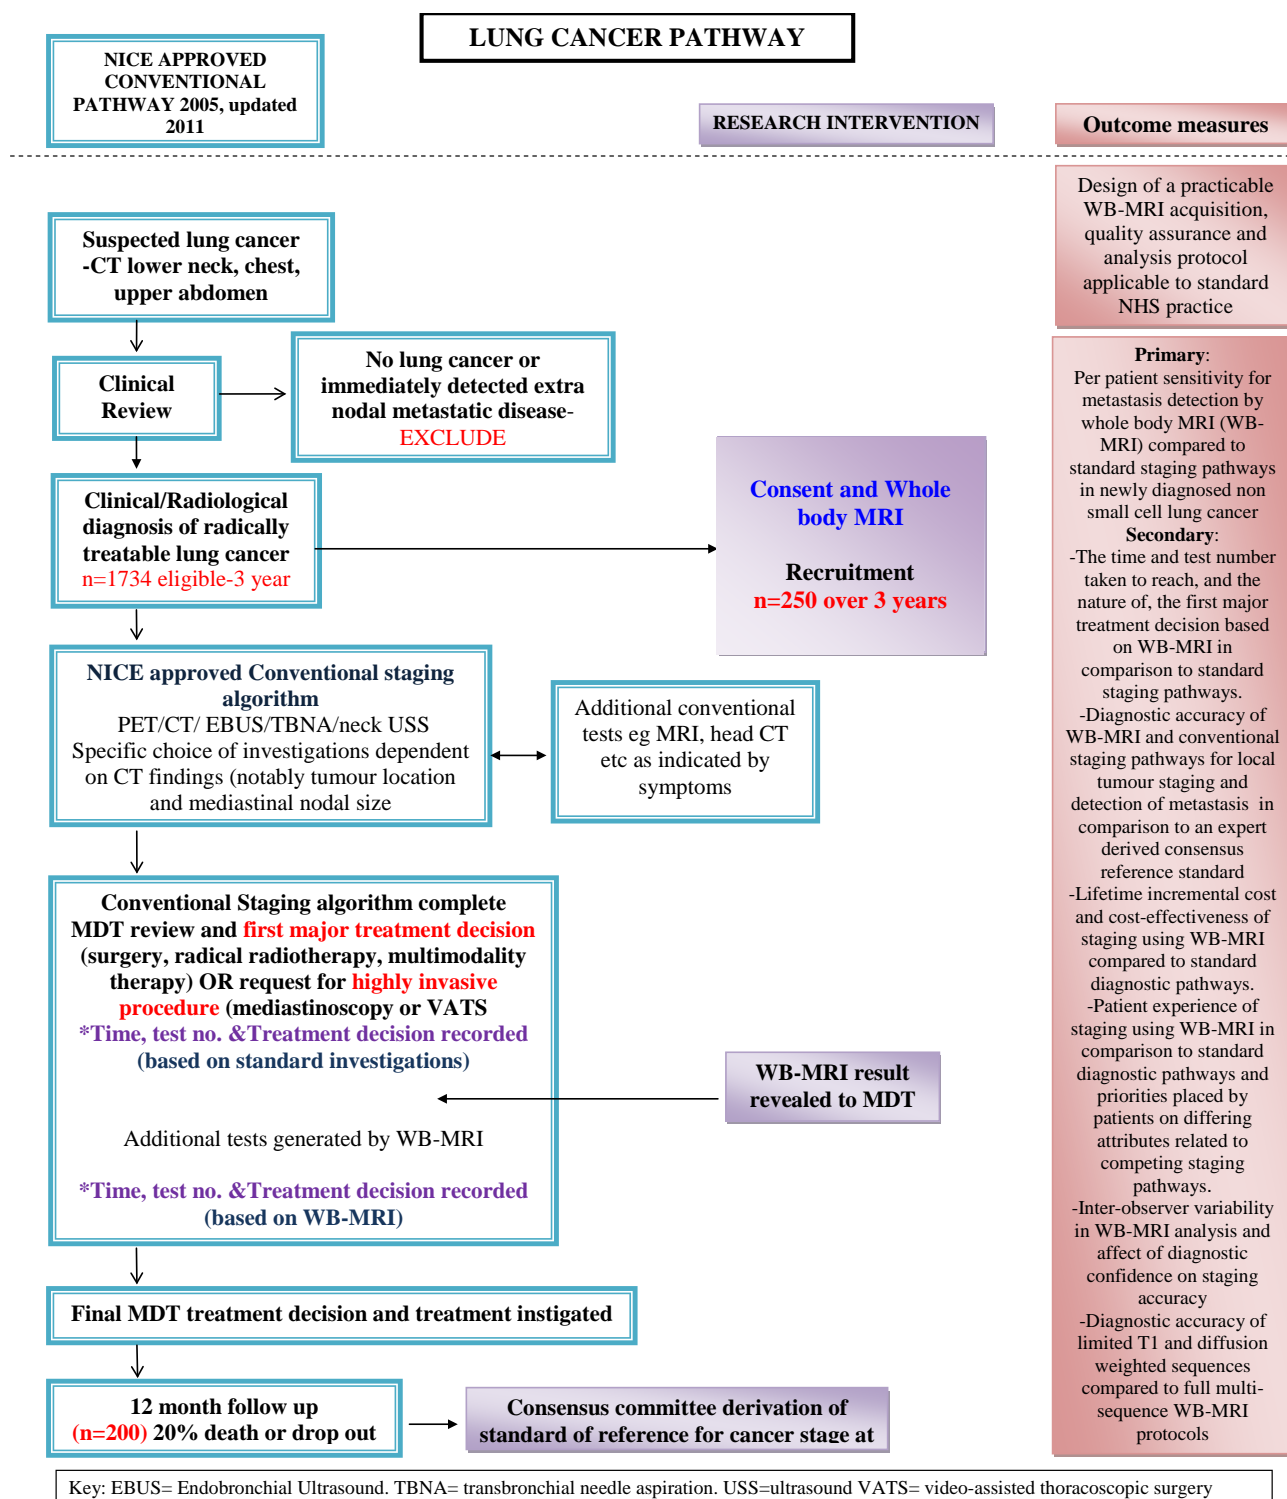 LUNG CANCER PATHWAY
NICE APPROVED
CONVENTIONAL
PATHWAY 2005, updated
2011
RESEARCH INTERVENTION
Outcome measures
Suspected lung cancer
-CT lower neck, chest,
upper abdomen
Clinical
Review
No lung cancer or
immediately detected extra
nodal metastatic disease-
EXCLUDE
Clinical/Radiological
diagnosis of radically
treatable lung cancer
n=1734 eligible-3 year
Consent and Whole
body MRI
Recruitment
n=250 over 3 years
NICE approved Conventional staging
algorithm
PET/CT/ EBUS/TBNA/neck USS
Specific choice of investigations dependent
on CT findings (notably tumour location
and mediastinal nodal size
Additional conventional
tests eg MRI, head CT
etc as indicated by
symptoms
Conventional Staging algorithm complete
MDT review and first major treatment decision
(surgery, radical radiotherapy, multimodality
therapy) OR request for highly invasive
procedure (mediastinoscopy or VATS
*Time, test no. &Treatment decision recorded
(based on standard investigations)
WB-MRI result
revealed to MDT
Additional tests generated by WB-MRI
*Time, test no. &Treatment decision recorded
(based on WB-MRI)
Final MDT treatment decision and treatment instigated
12 month follow up
(n=200) 20% death or drop out
Consensus committee derivation of
standard of reference for cancer stage at
Design of a practicable
WB-MRI acquisition,
quality assurance and
analysis protocol
applicable to standard
NHS practice
Primary:
Per patient sensitivity for
metastasis detection by
whole body MRI (WB-
MRI) compared to
standard staging pathways
in newly diagnosed non
small cell lung cancer
Secondary:
-The time and test number
taken to reach, and the
nature of, the first major
treatment decision based
on WB-MRI in
comparison to standard
staging pathways.
-Diagnostic accuracy of
WB-MRI and conventional
staging pathways for local
tumour staging and
detection of metastasis in
comparison to an expert
derived consensus
reference standard
-Lifetime incremental cost
and cost-effectiveness of
staging using WB-MRI
compared to standard
diagnostic pathways.
-Patient experience of
staging using WB-MRI in
comparison to standard
diagnostic pathways and
priorities placed by
patients on differing
attributes related to
competing staging
pathways.
-Inter-observer variability
in WB-MRI analysis and
affect of diagnostic
confidence on staging
accuracy
-Diagnostic accuracy of
limited T1 and diffusion
weighted sequences
compared to full multi-
sequence WB-MRI
protocols
Key: EBUS= Endobronchial Ultrasound. TBNA= transbronchial needle aspiration. USS=ultrasound VATS= video-assisted thoracoscopic surgery